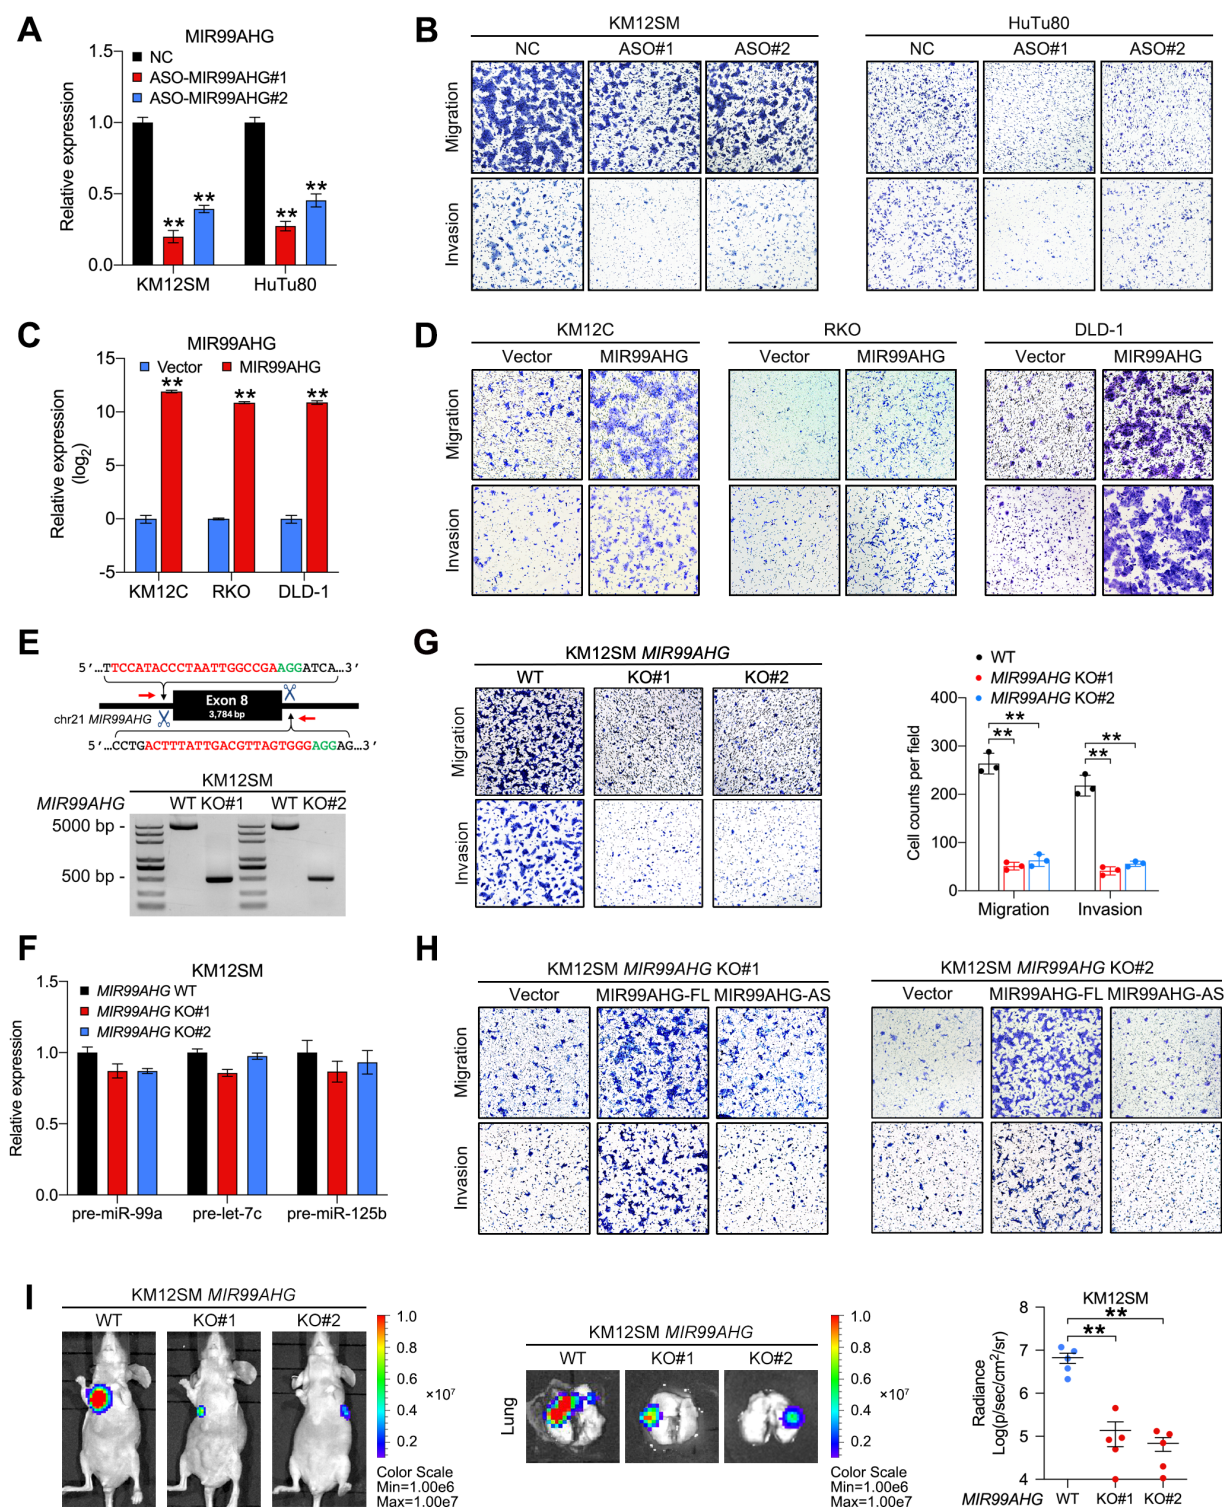 A
MIR99AHG
NC
ASO-MIR99AHG#1
ASO-MIR99AHG#2
Relative expression
1.5
1.0
0.5
0.0
** ** ** **
KM12SM HuTu80
B
KM12SM HuTu80
NC ASO#1 ASO#2 NC ASO#1 ASO#2
Migration
Invasion
C
MIR99AHG
Vector MIR99AHG
Relative expression
(log2)
15
10
5
0
-5
** ** **
KM12C RKO DLD-1
D
KM12C RKO DLD-1
Vector MIR99AHG Vector MIR99AHG Vector MIR99AHG
Migration
Invasion
E
5′...TTCCATACCCTAATTGGCCGAAGGATCA...3′
Exon 8
3,784 bp
chr21 MIR99AHG
5′...CCTGACTTTATTGACGTTAGTGGGAGGAG...3′
KM12SM
MIR99AHG WT KO#1 WT KO#2
5000 bp -
500 bp -
G
KM12SM MIR99AHG
WT KO#1 KO#2
Migration
Invasion
WT
MIR99AHG KO#1
MIR99AHG KO#2
Cell counts per field
400
300
200
100
0
** ** ** **
Migration Invasion
F
KM12SM
MIR99AHG WT
MIR99AHG KO#1
MIR99AHG KO#2
Relative expression
1.5
1.0
0.5
0.0
pre-miR-99a pre-let-7c pre-miR-125b
H
KM12SM MIR99AHG KO#1 KM12SM MIR99AHG KO#2
Vector MIR99AHG-FL MIR99AHG-AS Vector MIR99AHG-FL MIR99AHG-AS
Migration
Invasion
I
KM12SM MIR99AHG
WT KO#1 KO#2
1.0
0.8
0.6
×10⁷
0.4
0.2
Color Scale
Min=1.00e6
Max=1.00e7
KM12SM MIR99AHG
WT KO#1 KO#2
Lung
1.0
0.8
0.6
×10⁷
0.4
0.2
Color Scale
Min=1.00e6
Max=1.00e7
KM12SM
Radiance
Log(p/sec/cm²/sr)
8
7
6
5
4
** **
MIR99AHG WT KO#1 KO#2